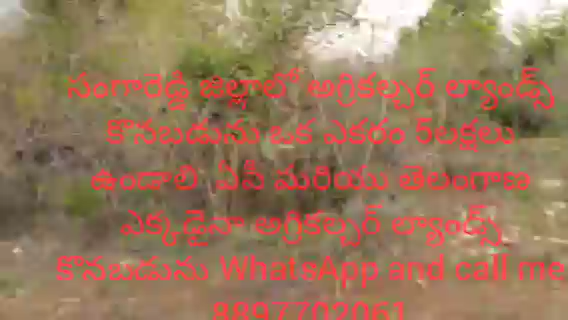 సంగారెడ్డి జిల్లాలో అగ్రికల్చర్ ల్యాండ్స్
కొనబడును ఒక ఎకరం 5లక్షలు
ఉండాలి ఏపీ మరియు తెలంగాణ
ఎక్కడైనా అగ్రికల్చర్ ల్యాండ్స్
కొనబడును WhatsApp and call me
8897702061